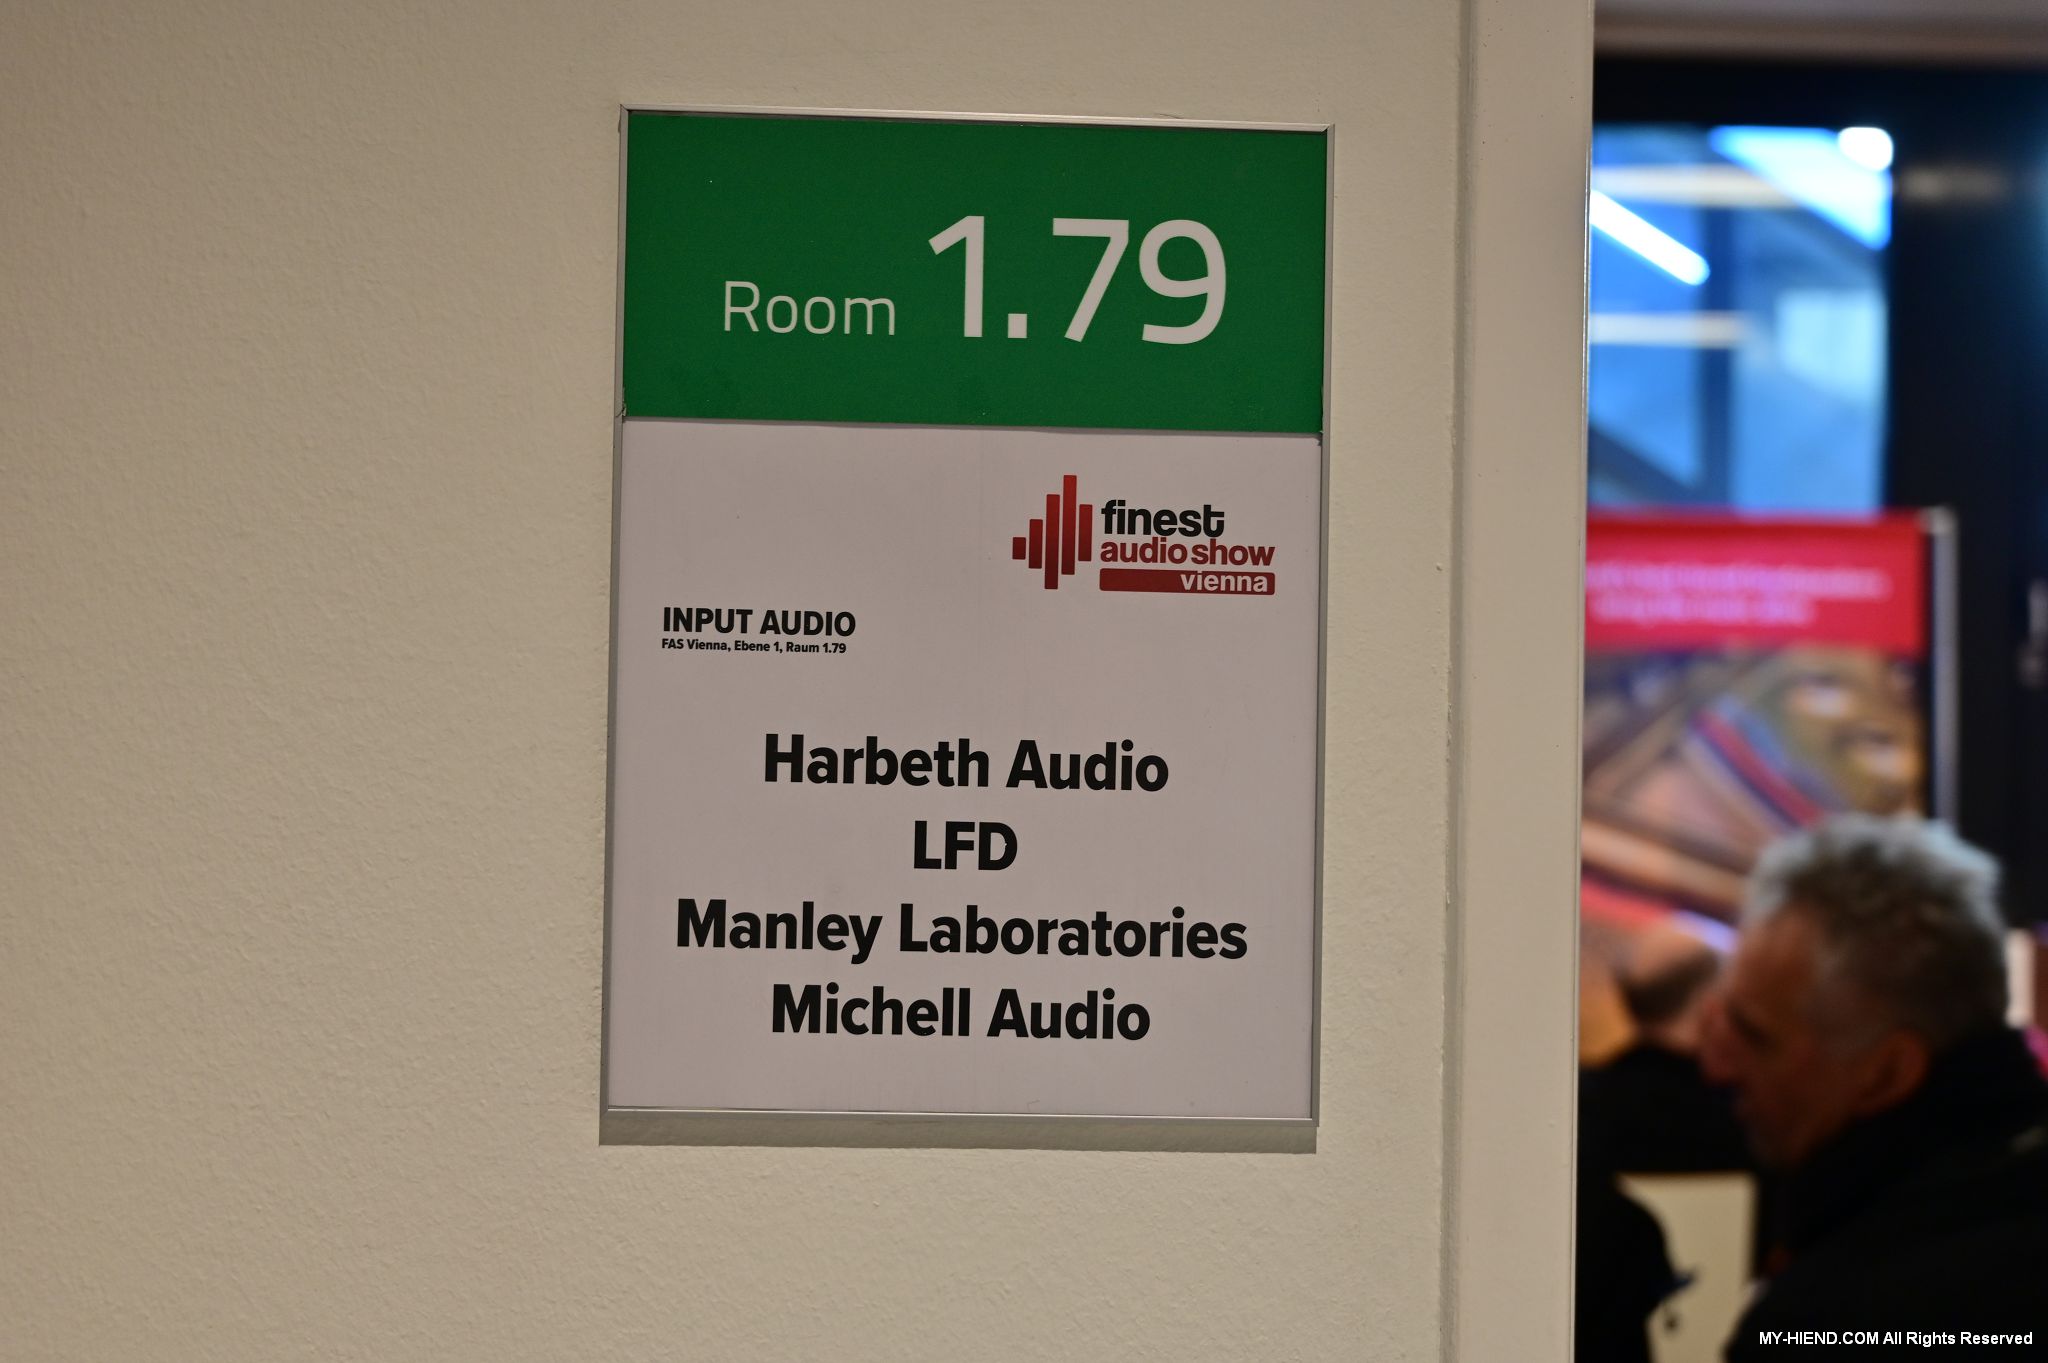 Room 1.79
finest
audio show
vienna
INPUT AUDIO
FAS Vienna, Ebene 1, Raum 1.79
Harbeth Audio
LFD
Manley Laboratories
Michell Audio
MY-HIEND.COM All Rights Reserved